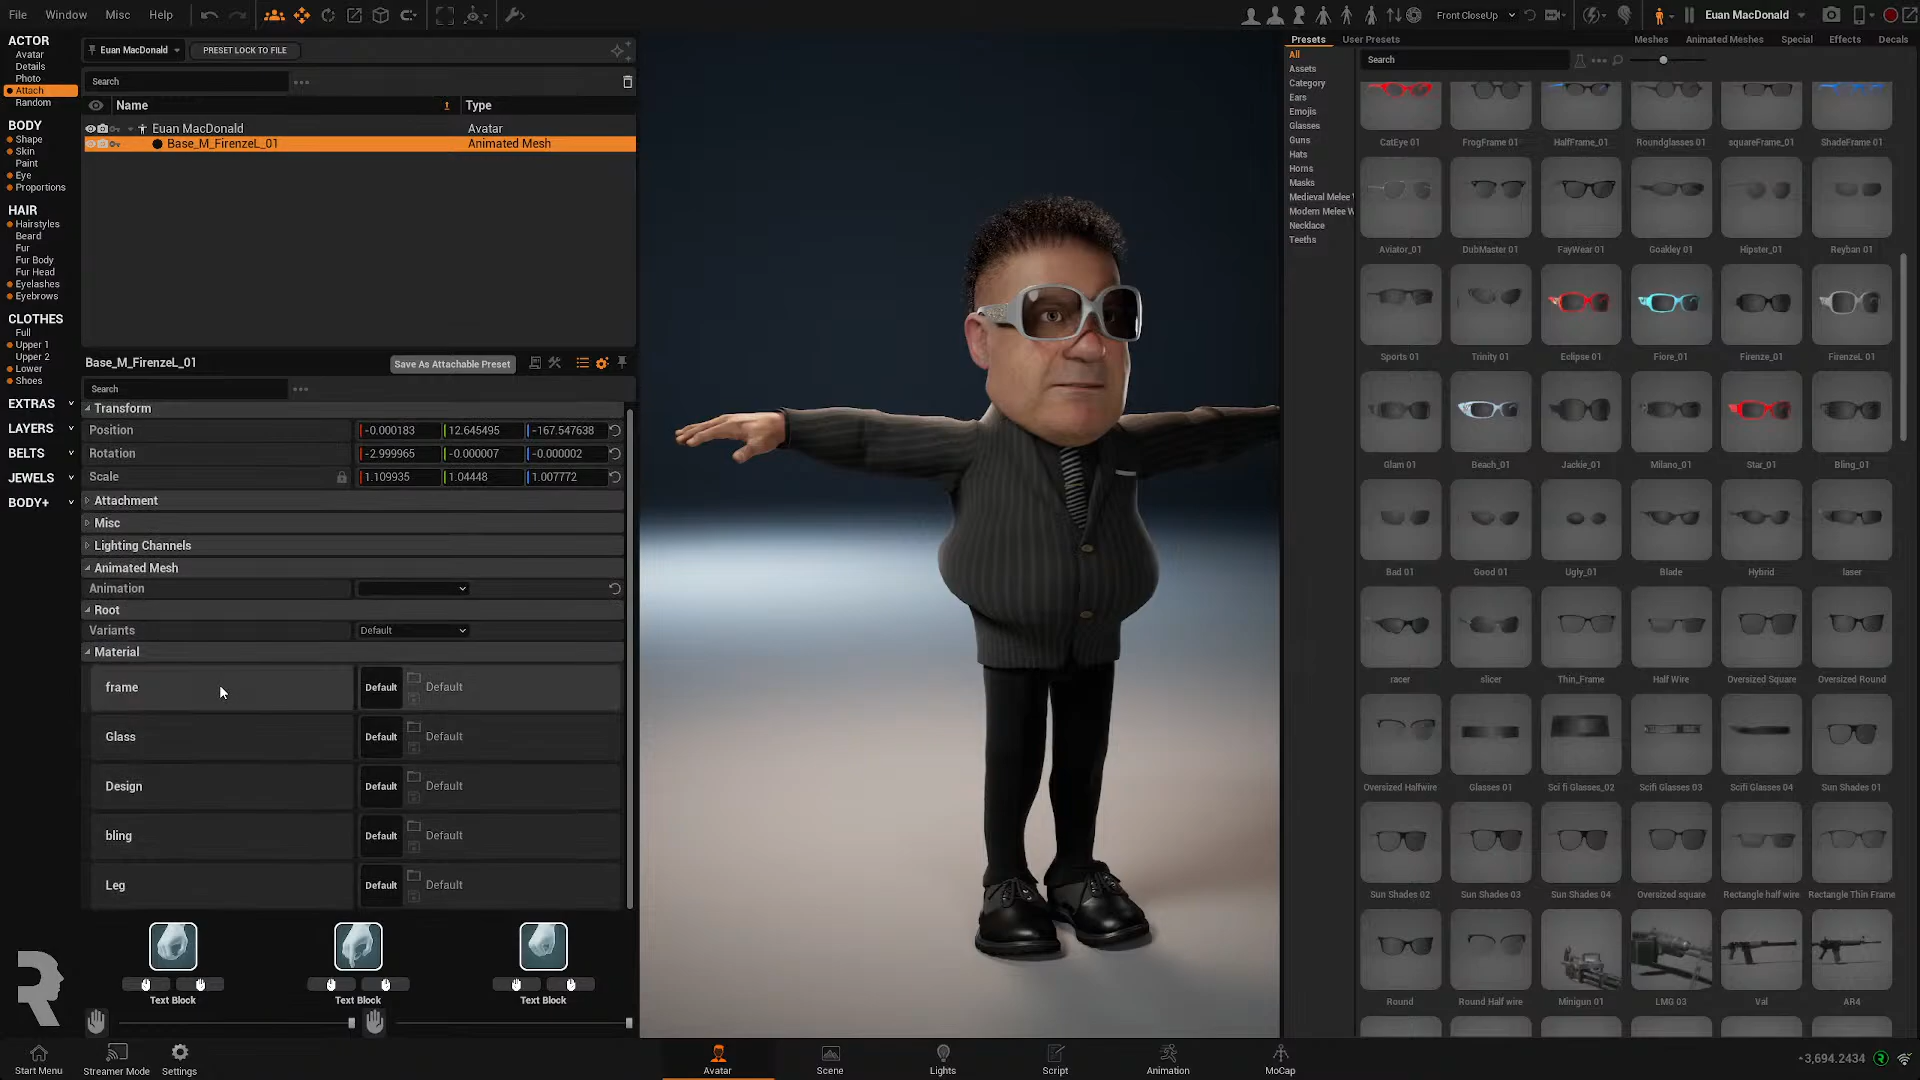 File Window Misc Help Front CloseUp Euan MacDonald
ACTOR
Avatar
Details
Photo
Attach
Random
BODY
Shape
Skin
Paint
Eye
Proportions
HAIR
Hairstyles
Beard
Fur
Fur Body
Fur Head
Eyelashes
Eyebrows
CLOTHES
Full
Upper 1
Upper 2
Lower
Shoes
EXTRAS
LAYERS
BELTS
JEWELS
BODY+
Euan MacDonald PRESET LOCK TO FILE
Search
Name Type
Euan MacDonald Avatar
Base_M_FirenzeL_01 Animated Mesh
Base_M_FirenzeL_01 Save As Attachable Preset
Search
Transform
Position -0.000183 12.645495 -167.547638
Rotation -2.999965 -0.000007 -0.000002
Scale 1.109935 1.04448 1.007772
Attachment
Misc
Lighting Channels
Animated Mesh
Animation
Root
Variants Default
Material
frame Default Default
Glass Default Default
Design Default Default
bling Default Default
Leg Default Default
Text Block Text Block Text Block
Presets User Presets Meshes Animated Meshes Special Effects Decals
All
Assets
Category
Ears
Emojis
Glasses
Guns
Hats
Horns
Masks
Medieval Melee
Modern Melee W
Necklace
Teeths
Search
CatEye 01 FrogFrame 01 HalfFrame_01 Roundglasses 01 squareFrame_01 ShadeFrame 01
Aviator_01 DubMaster 01 FayWear 01 Goakley 01 Hipster_01 Reyban 01
Sports 01 Trinity 01 Eclipse 01 Fiore_01 Firenze_01 FirenzeL 01
Glam 01 Beach_01 Jackie_01 Milano_01 Star_01 Bling_01
Bad 01 Good 01 Ugly_01 Blade Hybrid laser
racer slicer Thin_Frame Half Wire Oversized Square Oversized Round
Oversized Halfwire Glasses 01 Sci fi Glasses_02 Scifi Glasses 03 Scifi Glasses 04 Sun Shades 01
Sun Shades 02 Sun Shades 03 Sun Shades 04 Oversized square Rectangle half wire Rectangle Thin Frame
Round Round Half wire Minigun 01 LMG 03 Val AR4
Start Menu Streamer Mode Settings Avatar Scene Lights Script Animation MoCap -3,694.2434